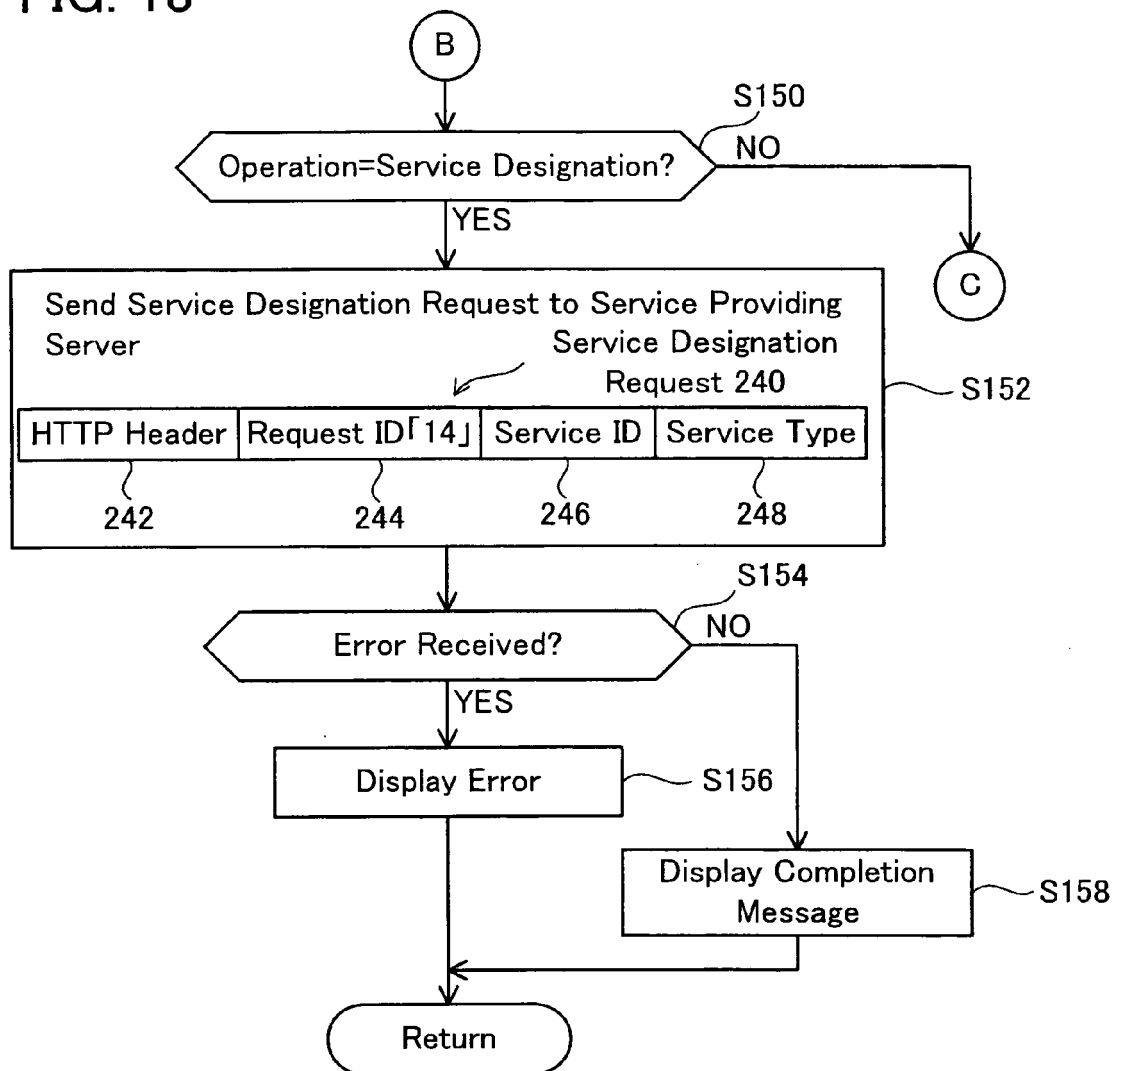 B
S150
Operation=Service Designation?
NO
YES
C
Send Service Designation Request to Service Providing
Server
Service Designation
Request 240
S152
HTTP Header Request ID「14」 Service ID Service Type
242 244 246 248
S154
Error Received?
NO
YES
Display Error
S156
Display Completion
Message
S158
Return